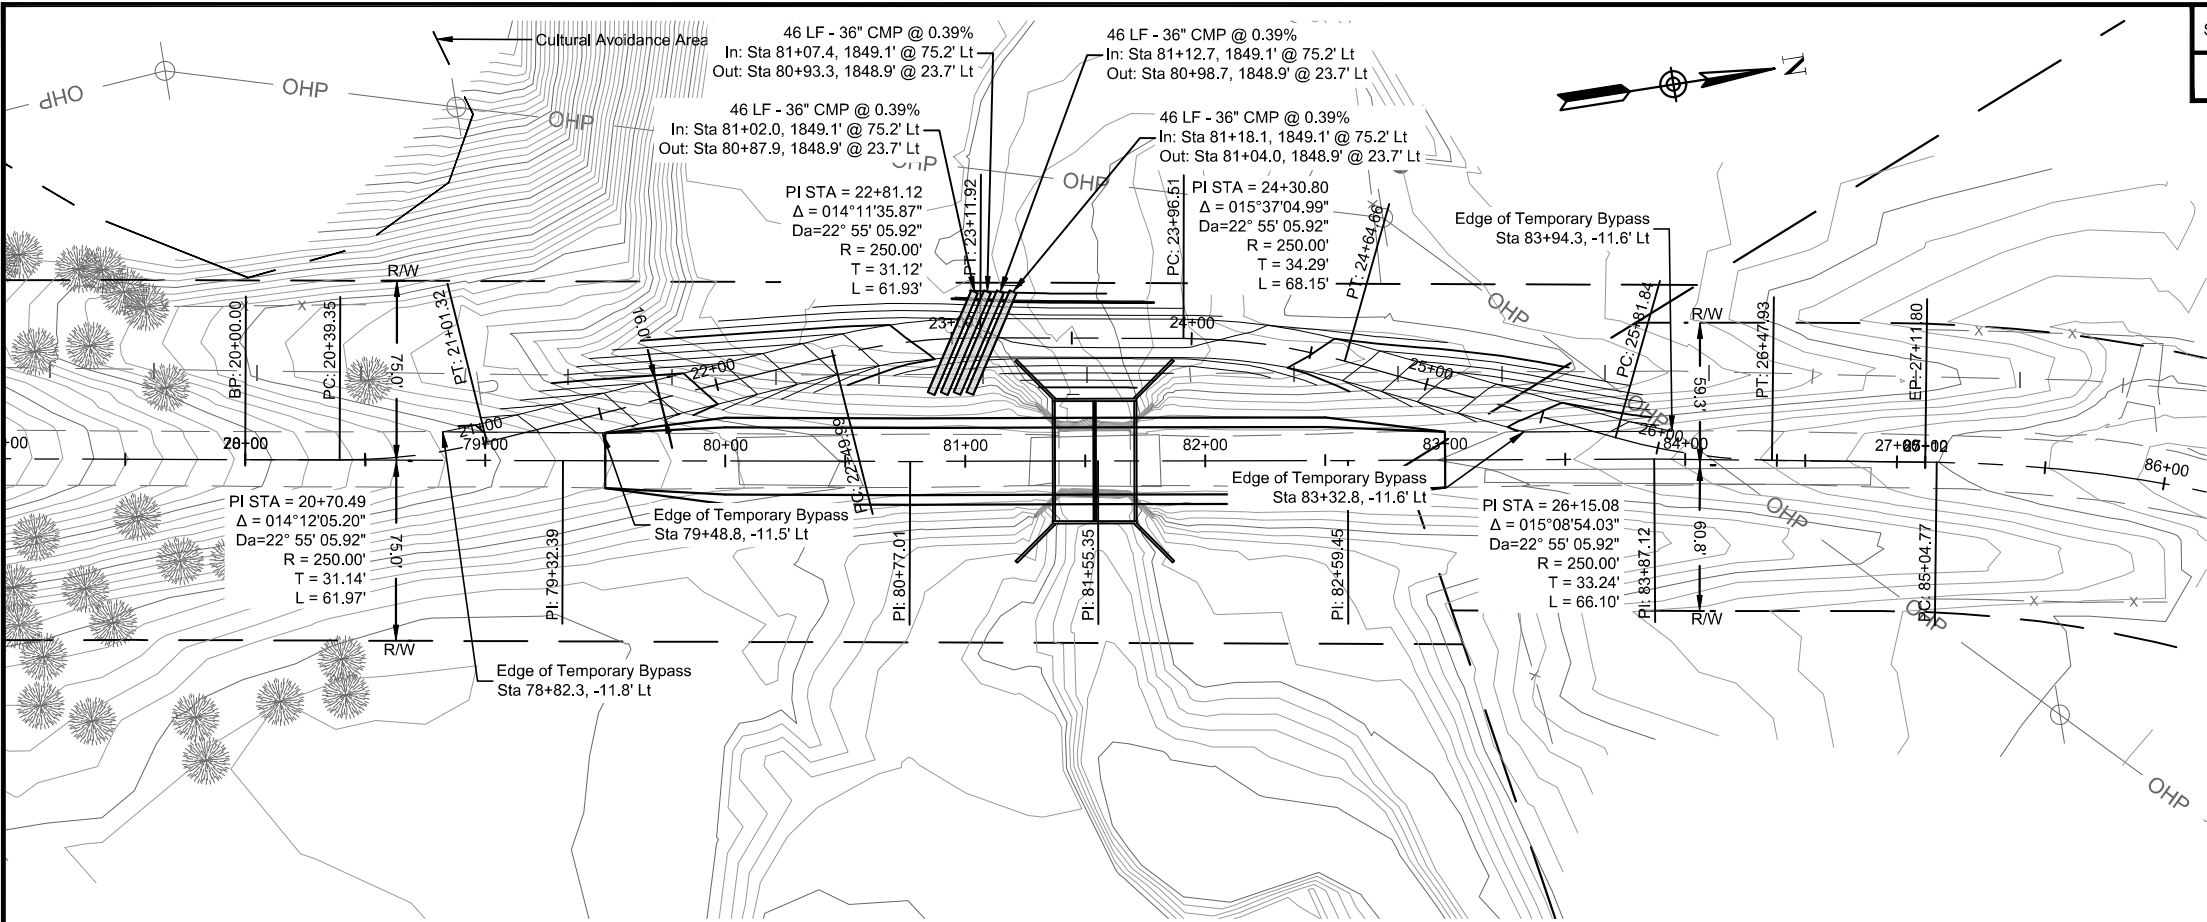 Cultural Avoidance Area
46 LF - 36" CMP @ 0.39%
In: Sta 81+07.4, 1849.1' @ 75.2' Lt
Out: Sta 80+93.3, 1848.9' @ 23.7' Lt
46 LF - 36" CMP @ 0.39%
In: Sta 81+12.7, 1849.1' @ 75.2' Lt
Out: Sta 80+98.7, 1848.9' @ 23.7' Lt
N
OHP
OHP
OHP
46 LF - 36" CMP @ 0.39%
In: Sta 81+02.0, 1849.1' @ 75.2' Lt
Out: Sta 80+87.9, 1848.9' @ 23.7' Lt
46 LF - 36" CMP @ 0.39%
In: Sta 81+18.1, 1849.1' @ 75.2' Lt
Out: Sta 81+04.0, 1848.9' @ 23.7' Lt
OHP
OHP
PI STA = 22+81.12
Δ = 014°11'35.87"
Da=22° 55' 05.92"
R = 250.00'
T = 31.12'
L = 61.93'
PT: 23+11.92
PC: 23+96.51
PI STA = 24+30.80
Δ = 015°37'04.99"
Da=22° 55' 05.92"
R = 250.00'
T = 34.29'
L = 68.15'
PT: 24+64.66
Edge of Temporary Bypass
Sta 83+94.3, -11.6' Lt
OHP
R/W
R/W
BP: 20+00.00
PC: 20+39.35
75.0'
PT: 21+01.32
19.0'
22+00
24+00
25+00
PC: 25+81.84
59.3'
PT: 26+47.93
EP: 27+11.80
OHP
+00
21+00
79+00
80+00
PC: 22+49.99
81+00
82+00
83+00
26+00
84+00
86+00
PI STA = 20+70.49
Δ = 014°12'05.20"
Da=22° 55' 05.92"
R = 250.00'
T = 31.14'
L = 61.97'
75.0'
R/W
PI: 79+32.39
Edge of Temporary Bypass
Sta 79+48.8, -11.5' Lt
PI: 80+77.01
PI: 81+55.35
Edge of Temporary Bypass
Sta 83+32.8, -11.6' Lt
PI: 82+59.45
PI STA = 26+15.08
Δ = 015°08'54.03"
Da=22° 55' 05.92"
R = 250.00'
T = 33.24'
L = 66.10'
PI: 83+87.12
60.8'
R/W
OHP
PC: 85+04.77
OHP
Edge of Temporary Bypass
Sta 78+82.3, -11.8' Lt
OHP